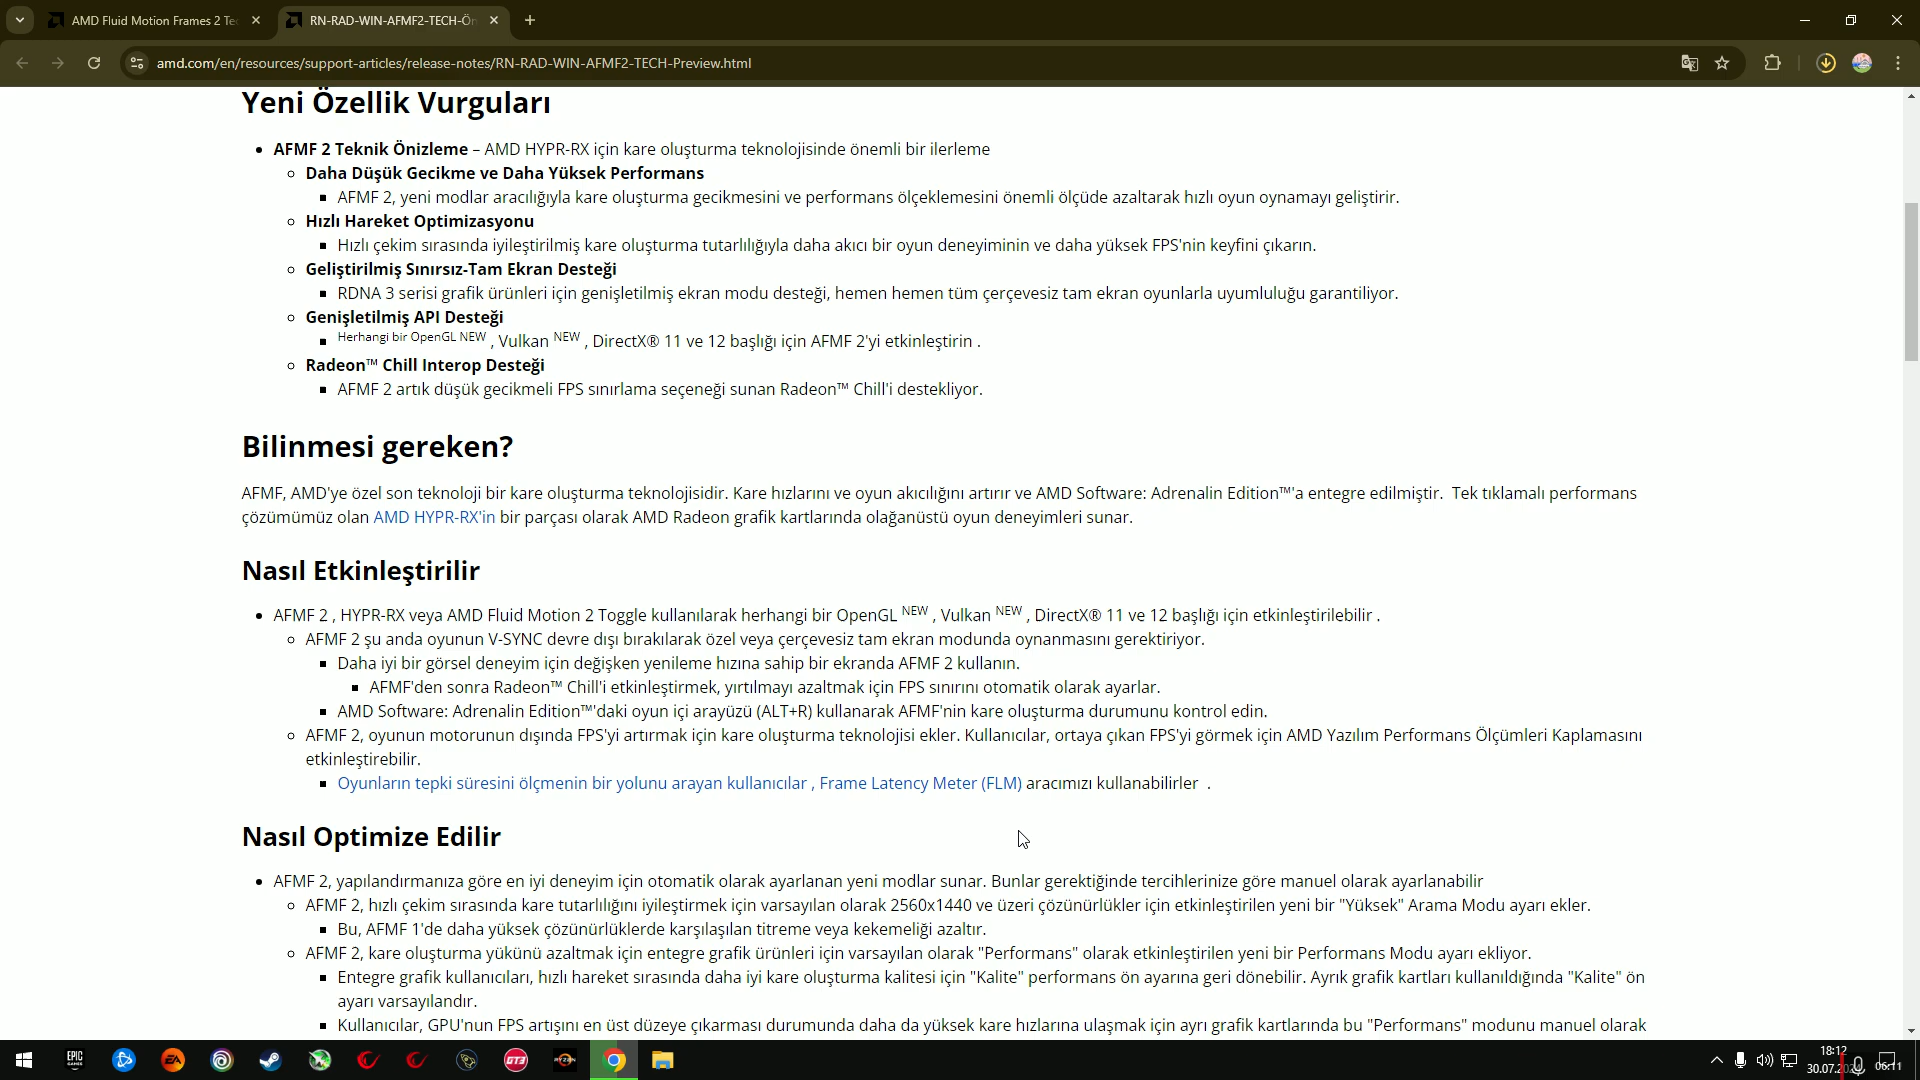 AMD Fluid Motion Frames 2 Te
RN-RAD-WIN-AFMF2-TECH-Ön
amd.com/en/resources/support-articles/release-notes/RN-RAD-WIN-AFMF2-TECH-Preview.html
Yeni Özellik Vurguları
AFMF 2 Teknik Önizleme – AMD HYPR-RX için kare oluşturma teknolojisinde önemli bir ilerleme
Daha Düşük Gecikme ve Daha Yüksek Performans
AFMF 2, yeni modlar aracılığıyla kare oluşturma gecikmesini ve performans ölçeklemesini önemli ölçüde azaltarak hızlı oyun oynamayı geliştirir.
Hızlı Hareket Optimizasyonu
Hızlı çekim sırasında iyileştirilmiş kare oluşturma tutarlılığıyla daha akıcı bir oyun deneyiminin ve daha yüksek FPS'nin keyfini çıkarın.
Geliştirilmiş Sınırsız-Tam Ekran Desteği
RDNA 3 serisi grafik ürünleri için genişletilmiş ekran modu desteği, hemen hemen tüm çerçevesiz tam ekran oyunlarla uyumluluğu garantiliyor.
Genişletilmiş API Desteği
Herhangi bir OpenGL NEW , Vulkan NEW , DirectX® 11 ve 12 başlığı için AFMF 2'yi etkinleştirin .
Radeon™ Chill Interop Desteği
AFMF 2 artık düşük gecikmeli FPS sınırlama seçeneği sunan Radeon™ Chill'i destekliyor.
Bilinmesi gereken?
AFMF, AMD'ye özel son teknoloji bir kare oluşturma teknolojisidir. Kare hızlarını ve oyun akıcılığını artırır ve AMD Software: Adrenalin Edition™'a entegre edilmiştir. Tek tıklamalı performans
çözümümüz olan AMD HYPR-RX'in bir parçası olarak AMD Radeon grafik kartlarında olağanüstü oyun deneyimleri sunar.
Nasıl Etkinleştirilir
AFMF 2 , HYPR-RX veya AMD Fluid Motion 2 Toggle kullanılarak herhangi bir OpenGL NEW , Vulkan NEW , DirectX® 11 ve 12 başlığı için etkinleştirilebilir .
AFMF 2 şu anda oyunun V-SYNC devre dışı bırakılarak özel veya çerçevesiz tam ekran modunda oynanmasını gerektiriyor.
Daha iyi bir görsel deneyim için değişken yenileme hızına sahip bir ekranda AFMF 2 kullanın.
AFMF'den sonra Radeon™ Chill'i etkinleştirmek, yırtılmayı azaltmak için FPS sınırını otomatik olarak ayarlar.
AMD Software: Adrenalin Edition™'daki oyun içi arayüzü (ALT+R) kullanarak AFMF'nin kare oluşturma durumunu kontrol edin.
AFMF 2, oyunun motorunun dışında FPS'yi artırmak için kare oluşturma teknolojisi ekler. Kullanıcılar, ortaya çıkan FPS'yi görmek için AMD Yazılım Performans Ölçümleri Kaplamasını
etkinleştirebilir.
Oyunların tepki süresini ölçmenin bir yolunu arayan kullanıcılar , Frame Latency Meter (FLM) aracımızı kullanabilirler .
Nasıl Optimize Edilir
AFMF 2, yapılandırmanıza göre en iyi deneyim için otomatik olarak ayarlanan yeni modlar sunar. Bunlar gerektiğinde tercihlerinize göre manuel olarak ayarlanabilir
AFMF 2, hızlı çekim sırasında kare tutarlılığını iyileştirmek için varsayılan olarak 2560x1440 ve üzeri çözünürlükler için etkinleştirilen yeni bir "Yüksek" Arama Modu ayarı ekler.
Bu, AFMF 1'de daha yüksek çözünürlüklerde karşılaşılan titreme veya kekemeliği azaltır.
AFMF 2, kare oluşturma yükünü azaltmak için entegre grafik ürünleri için varsayılan olarak "Performans" olarak etkinleştirilen yeni bir Performans Modu ayarı ekliyor.
Entegre grafik kullanıcıları, hızlı hareket sırasında daha iyi kare oluşturma kalitesi için "Kalite" performans ön ayarına geri dönebilir. Ayrık grafik kartları kullanıldığında "Kalite" ön
ayarı varsayılandır.
Kullanıcılar, GPU'nun FPS artışını en üst düzeye çıkarması durumunda daha da yüksek kare hızlarına ulaşmak için ayrı grafik kartlarında bu "Performans" modunu manuel olarak
EPIC
GAMES
EA
GT3
RYZEN
18:12
30.07.2
06:11